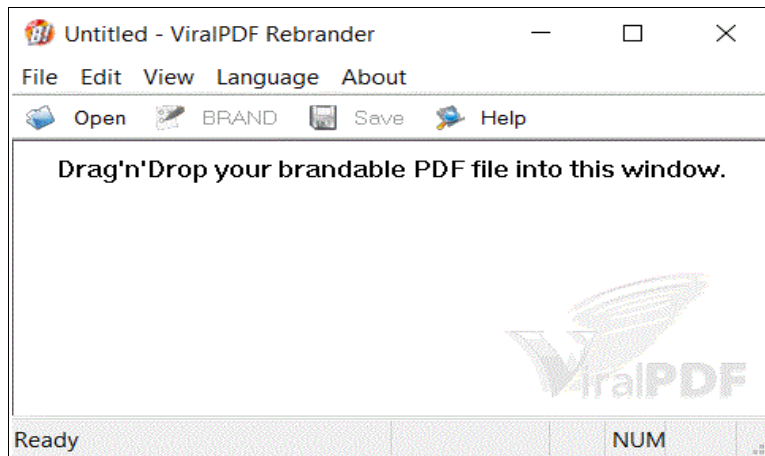 Untitled - ViralPDF Rebrander
File Edit View Language About
Open BRAND Save Help
Drag'n'Drop your brandable PDF file into this window.
ViralPDF
Ready NUM